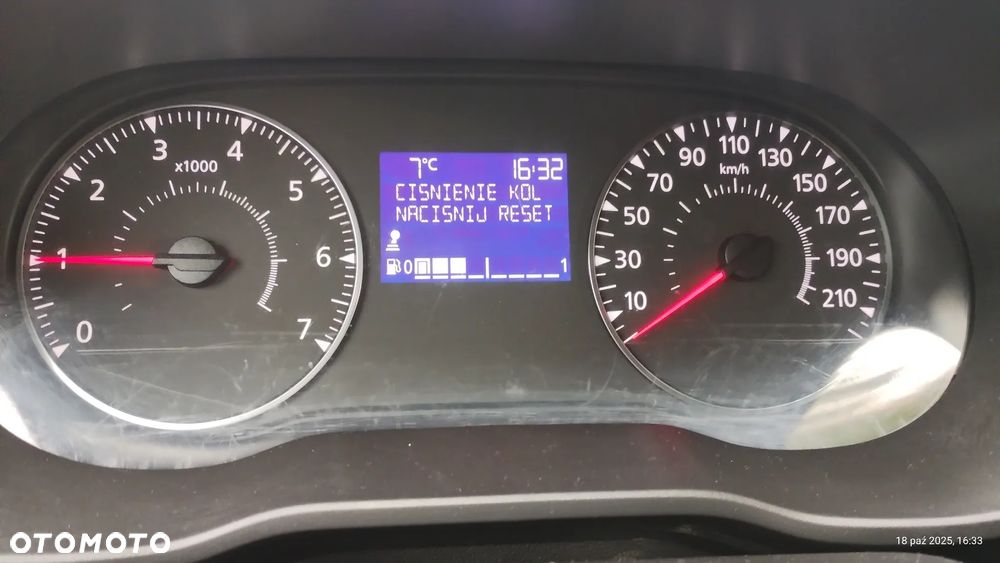 7°C 16:32
CISNIENIE KOL
NACISNIJ RESET
0 1
x1000
0 1 2 3 4 5 6 7
km/h
10 30 50 70 90 110 130 150 170 190 210
OTOMOTO
18 paź 2025, 16:33